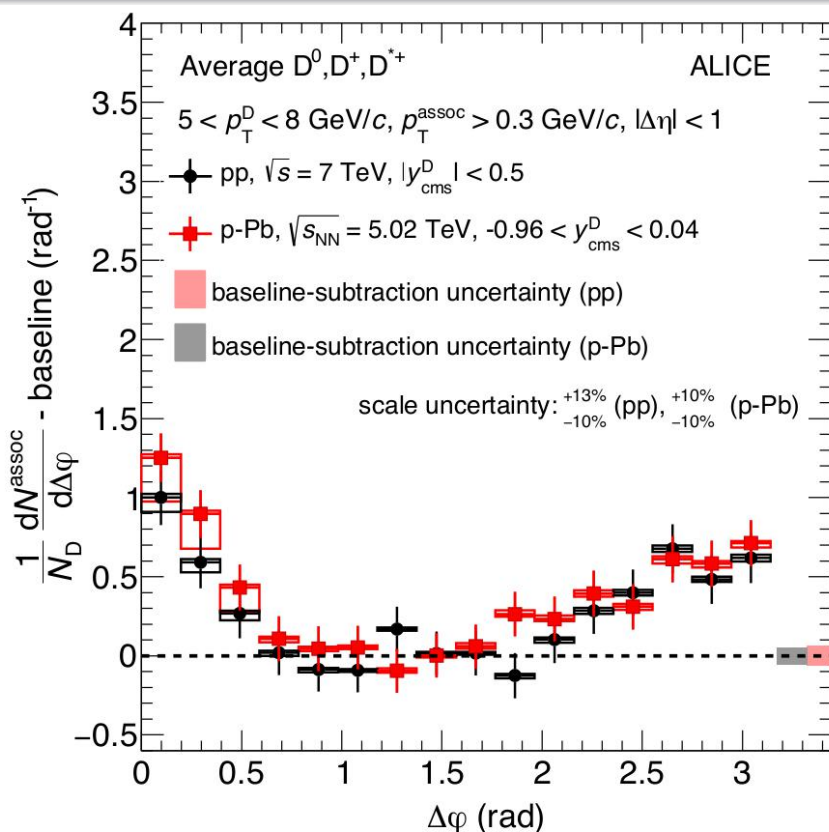 Average D⁰,D⁺,D*⁺ ALICE
5 < p_T^D < 8 GeV/c, p_T^assoc > 0.3 GeV/c, |Δη| < 1
pp, √s = 7 TeV, |y_cms^D| < 0.5
p-Pb, √s_NN = 5.02 TeV, -0.96 < y_cms^D < 0.04
baseline-subtraction uncertainty (pp)
baseline-subtraction uncertainty (p-Pb)
scale uncertainty: +13% −10% (pp), +10% −10% (p-Pb)
1/N_D dN^assoc/dΔφ - baseline (rad⁻¹)
4
3.5
3
2.5
2
1.5
1
0.5
0
−0.5
0 0.5 1 1.5 2 2.5 3
Δφ (rad)